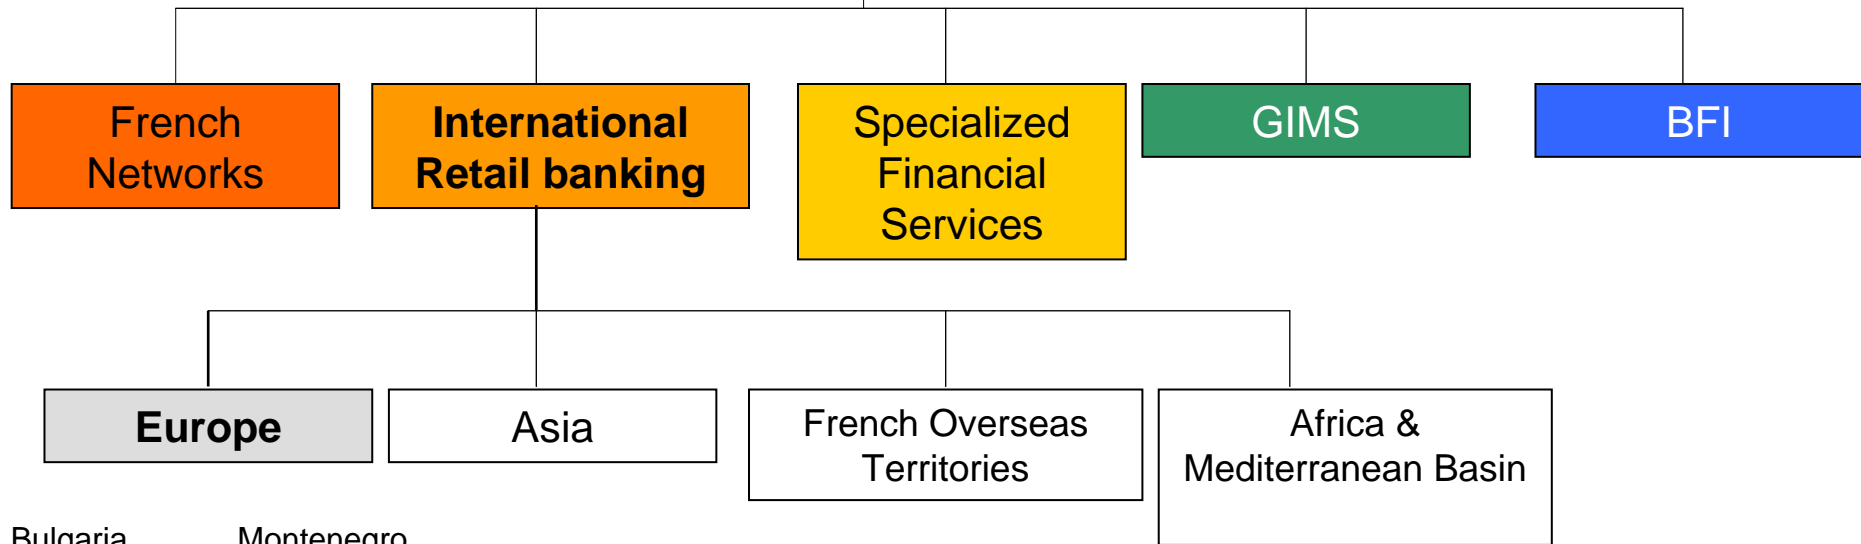 French
Networks
International
Retail banking
Specialized
Financial
Services
GIMS
BFI
Europe
Asia
French Overseas
Territories
Africa &
Mediterranean Basin
Bulgaria Montenegro